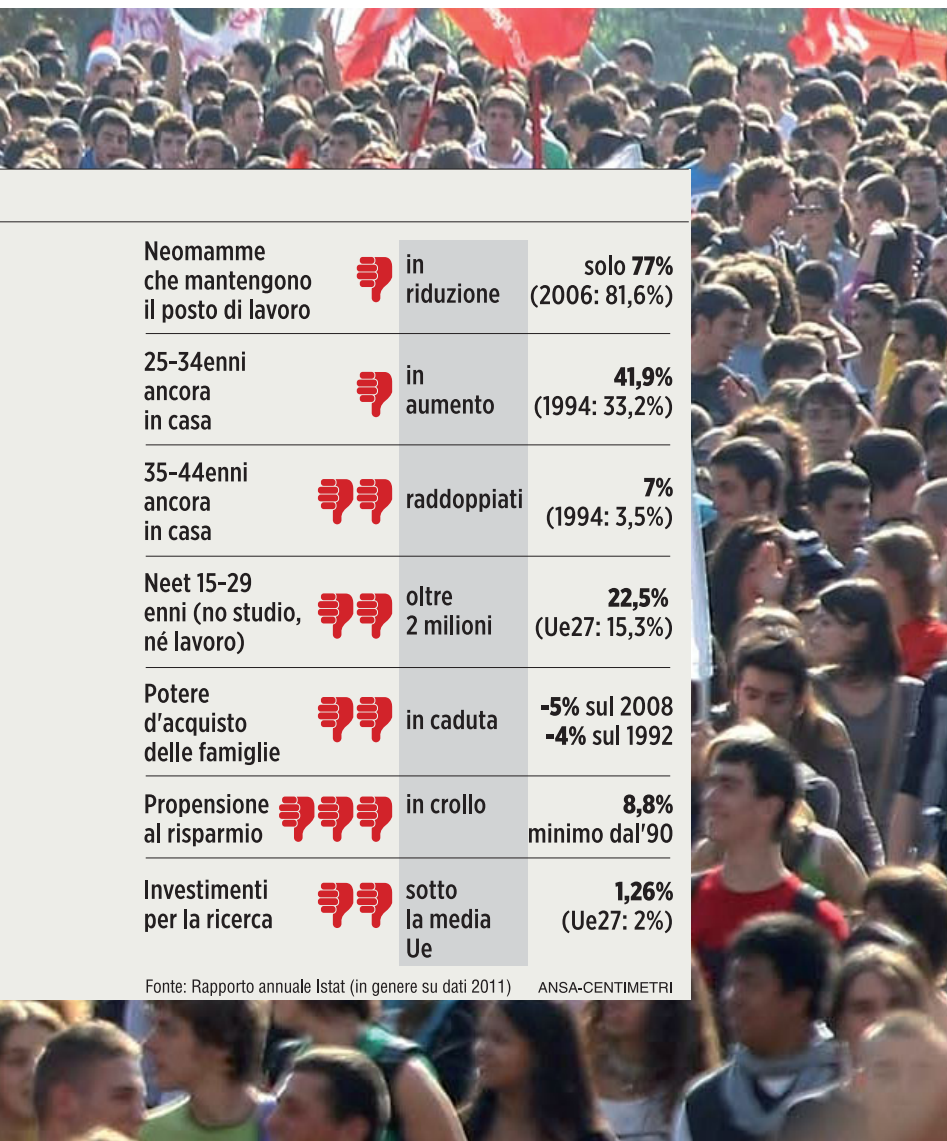 Neomamme
che mantengono
il posto di lavoro
in
riduzione
solo 77%
(2006: 81,6%)
25-34enni
ancora
in casa
in
aumento
41,9%
(1994: 33,2%)
35-44enni
ancora
in casa
raddoppiati
7%
(1994: 3,5%)
Neet 15-29
enni (no studio,
né lavoro)
oltre
2 milioni
22,5%
(Ue27: 15,3%)
Potere
d'acquisto
delle famiglie
in caduta
-5% sul 2008
-4% sul 1992
Propensione
al risparmio
in crollo
8,8%
minimo dal'90
Investimenti
per la ricerca
sotto
la media
Ue
1,26%
(Ue27: 2%)
Fonte: Rapporto annuale Istat (in genere su dati 2011) ANSA-CENTIMETRI